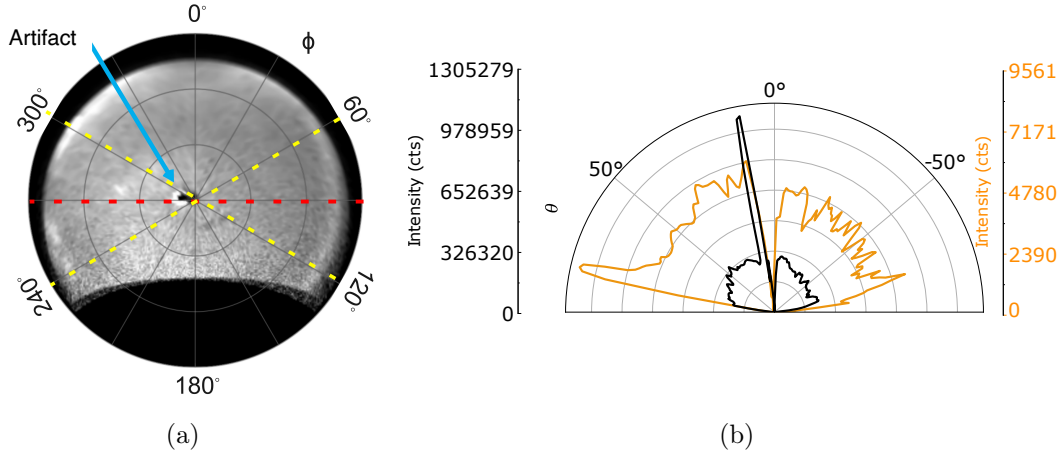 0°
Artifact
ϕ
300°
60°
240°
120°
180°
(a)
1305279
978959
652639
326320
0
Intensity (cts)
θ
0°
50°
-50°
9561
7171
4780
2390
0
Intensity (cts)
(b)